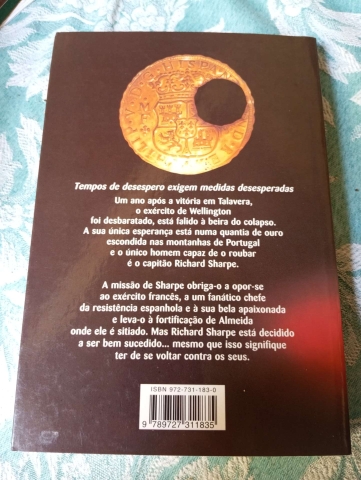 Tempos de desespero exigem medidas desesperadas
Um ano após a vitória em Talavera,
o exército de Wellington
foi desbaratado, está falido à beira do colapso.
A sua única esperança está numa quantia de ouro
escondida nas montanhas de Portugal
e o único homem capaz de o roubar
é o capitão Richard Sharpe.
A missão de Sharpe obriga-o a opor-se
ao exército francês, a um fanático chefe
da resistência espanhola e à sua bela apaixonada
e leva-o à fortificação de Almeida
onde ele é sitiado. Mas Richard Sharpe está decidido
a ser bem sucedido... mesmo que isso signifique
ter de se voltar contra os seus.
ISBN 972-731-183-0
9 789727 311835